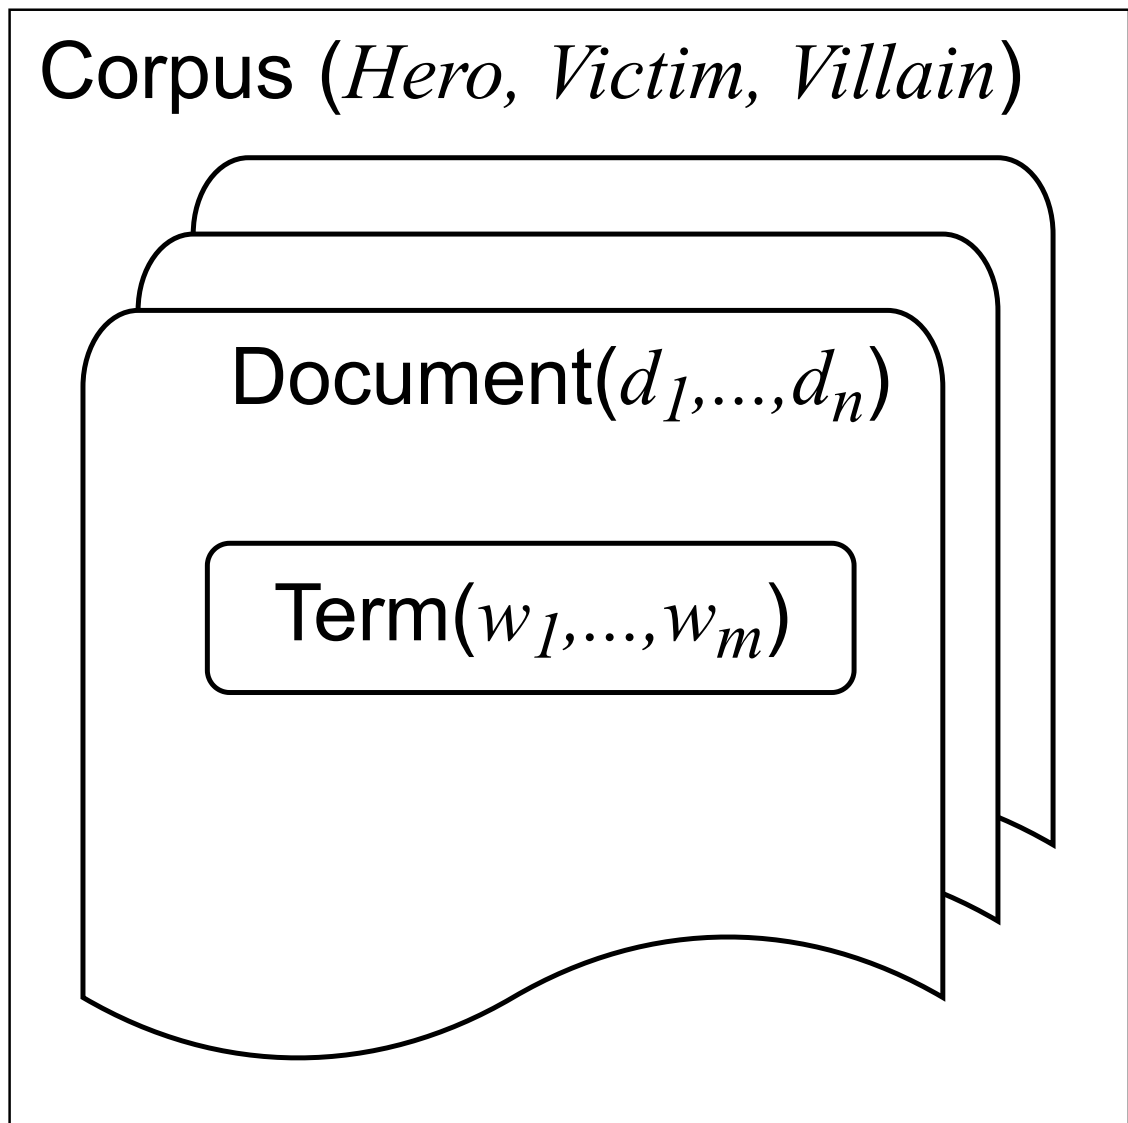 Corpus (Hero, Victim, Villain)
Document(d1,...,dn)
Term(w1,...,wm)